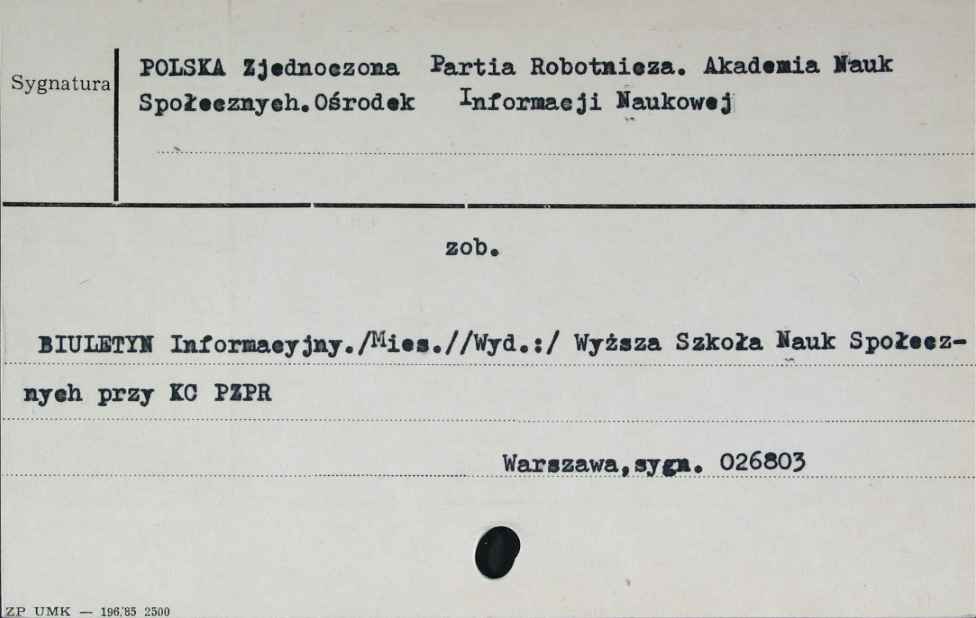 Sygnatura
POLSKA Zjednoczona Partia Robotnicza. Akademia Nauk
Społecznych.Ośrodek Informacji Naukowej
zob.
BIULETYN Informacyjny./Mies.//Wyd.:/ Wyższa Szkoła Nauk Społecz-
nych przy KC PZPR
Warszawa,sygn. 026803
ZP UMK — 196/85 2500